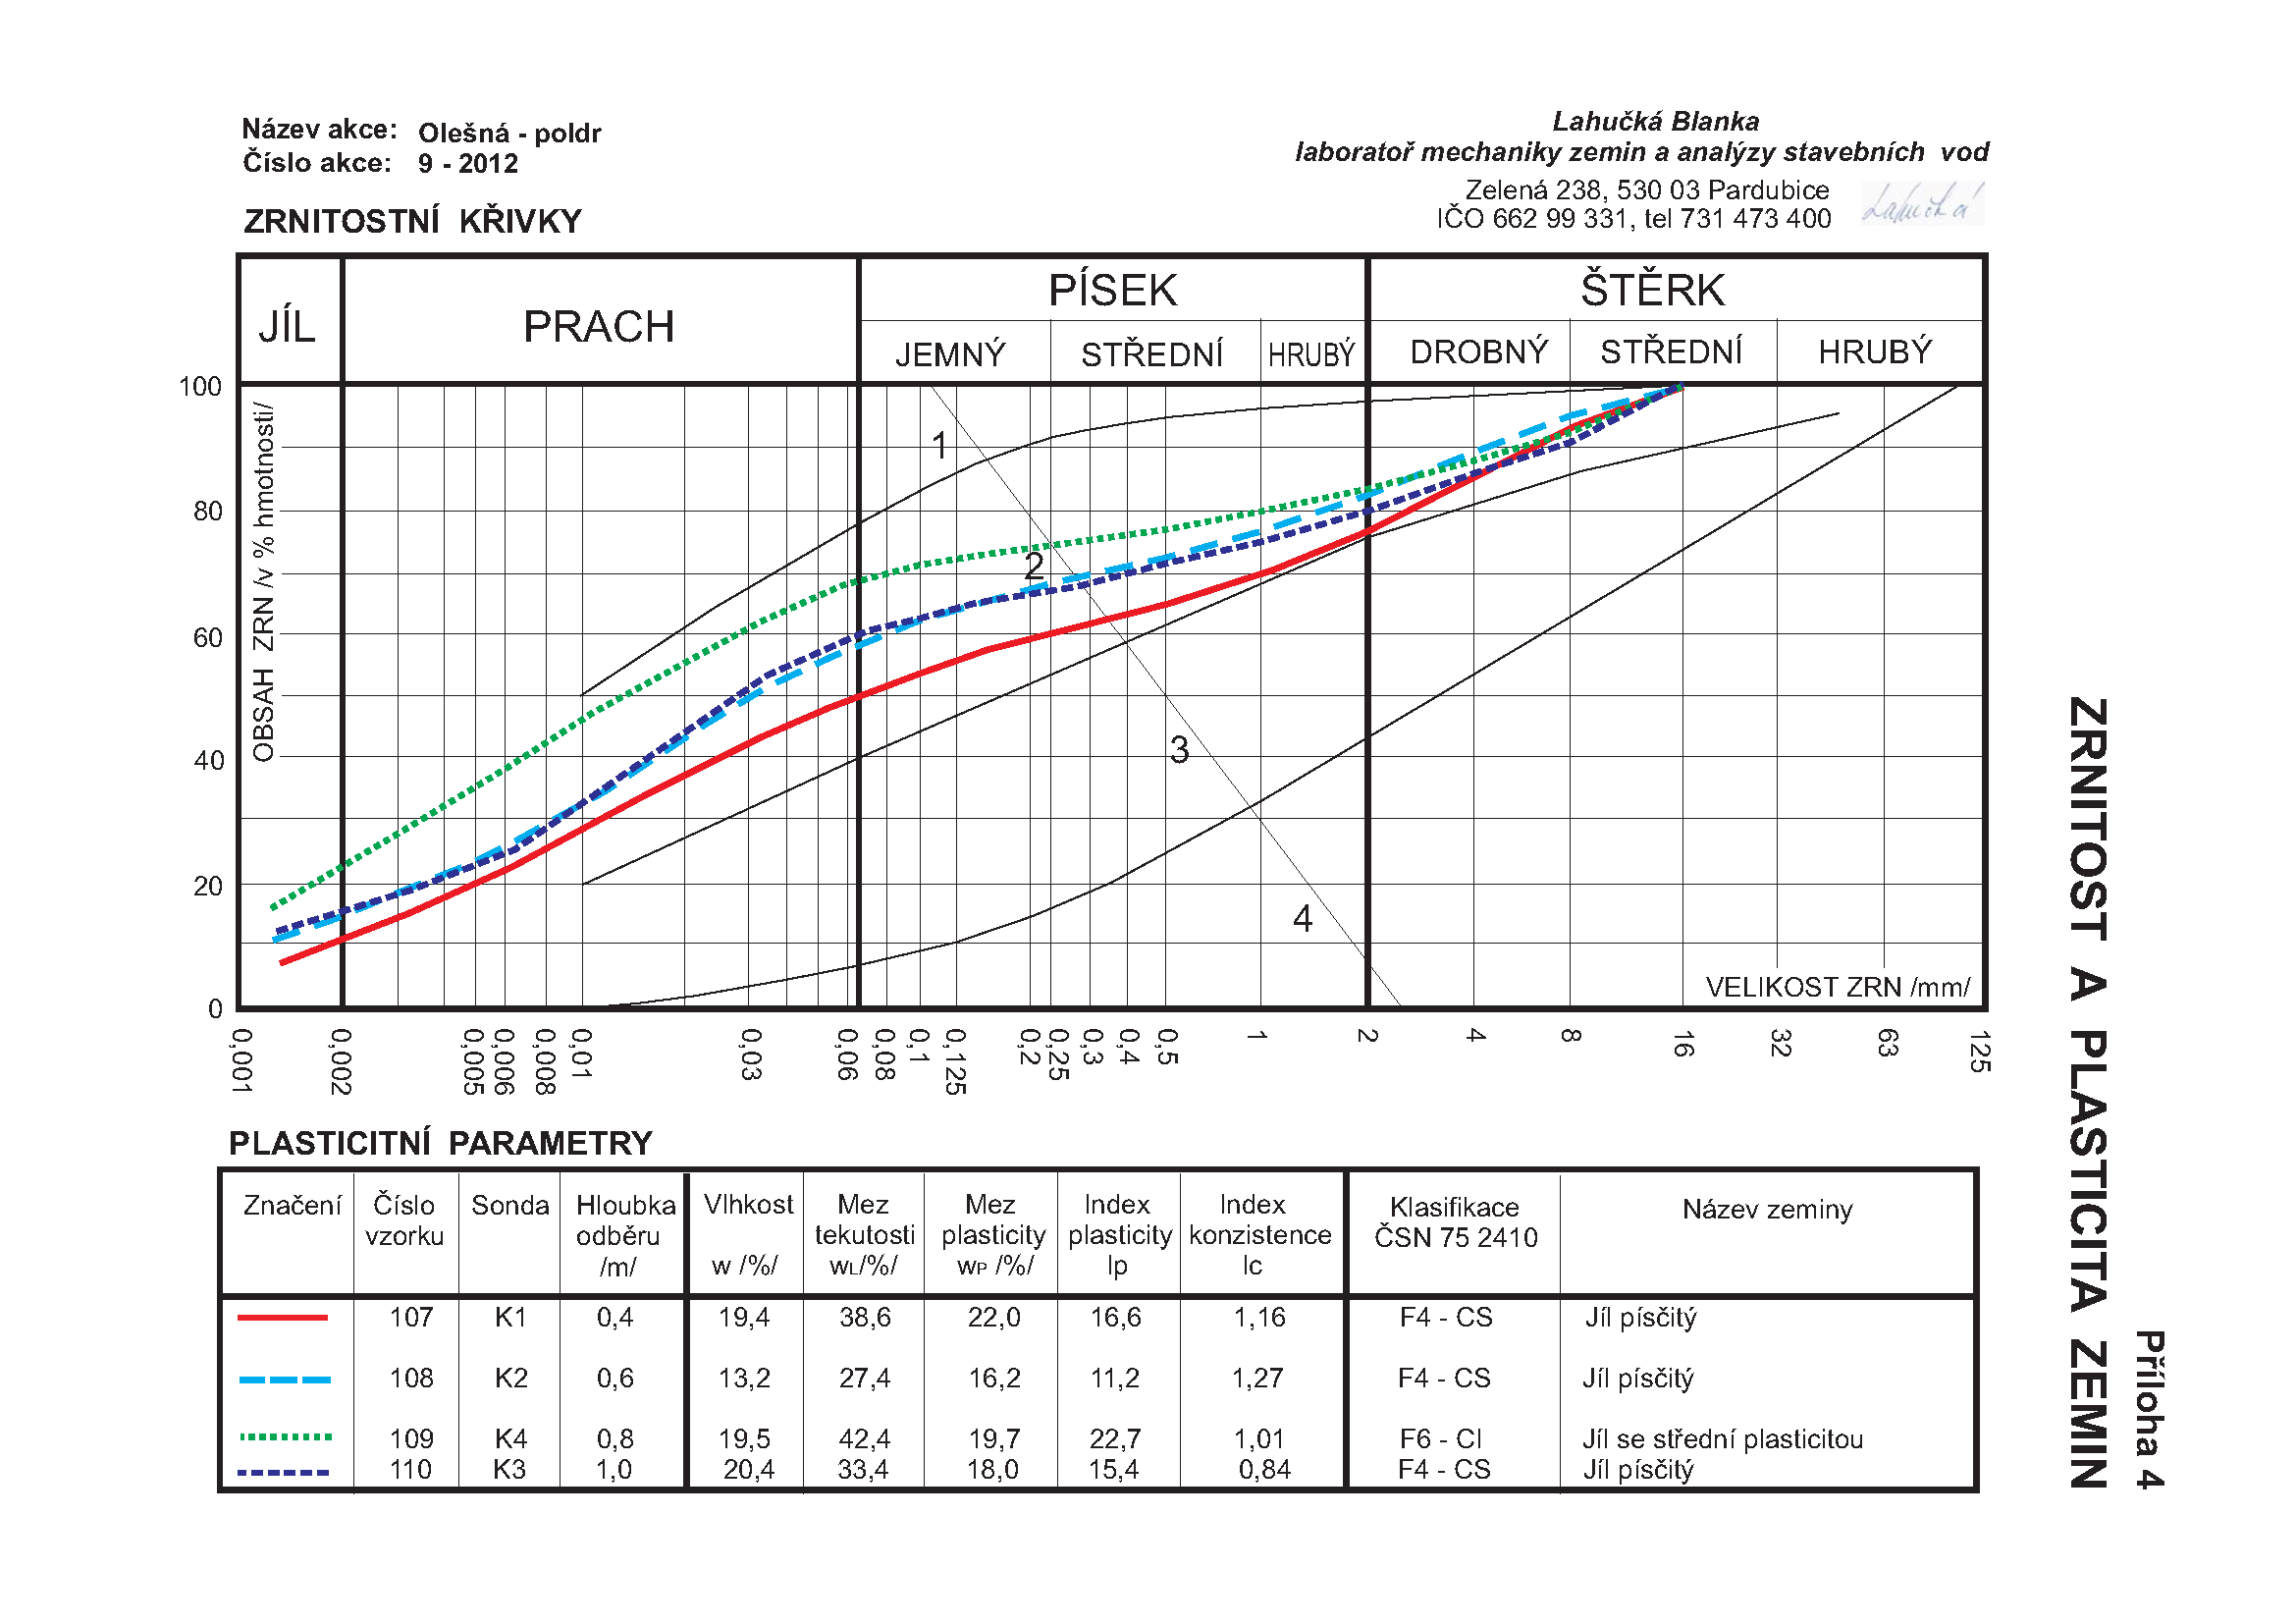 Název akce: Olešná - poldr
Číslo akce: 9 - 2012
Lahučká Blanka
laboratoř mechaniky zemin a analýzy stavebních vod
Zelená 238, 530 03 Pardubice
IČO 662 99 331, tel 731 473 400
Lahučká
ZRNITOSTNÍ KŘIVKY
JÍL
PRACH
PÍSEK
ŠTĚRK
JEMNÝ
STŘEDNÍ
HRUBÝ
DROBNÝ
STŘEDNÍ
HRUBÝ
100
80
60
40
20
0
OBSAH ZRN /v % hmotnosti/
1
2
3
4
VELIKOST ZRN /mm/
0,001
0,002
0,005
0,006
0,008
0,01
0,03
0,06
0,08
0,1
0,125
0,2
0,25
0,3
0,4
0,5
1
2
4
8
16
32
63
125
PLASTICITNÍ PARAMETRY
Značení
Číslo
vzorku
Sonda
Hloubka
odběru
/m/
Vlhkost
w /%/
Mez
tekutosti
wL/%/
Mez
plasticity
wP /%/
Index
plasticity
Ip
Index
konzistence
Ic
Klasifikace
ČSN 75 2410
Název zeminy
107 K1 0,4 19,4 38,6 22,0 16,6 1,16 F4 - CS Jíl písčitý
108 K2 0,6 13,2 27,4 16,2 11,2 1,27 F4 - CS Jíl písčitý
109 K4 0,8 19,5 42,4 19,7 22,7 1,01 F6 - CI Jíl se střední plasticitou
110 K3 1,0 20,4 33,4 18,0 15,4 0,84 F4 - CS Jíl písčitý
ZRNITOST A PLASTICITA ZEMIN
Příloha 4